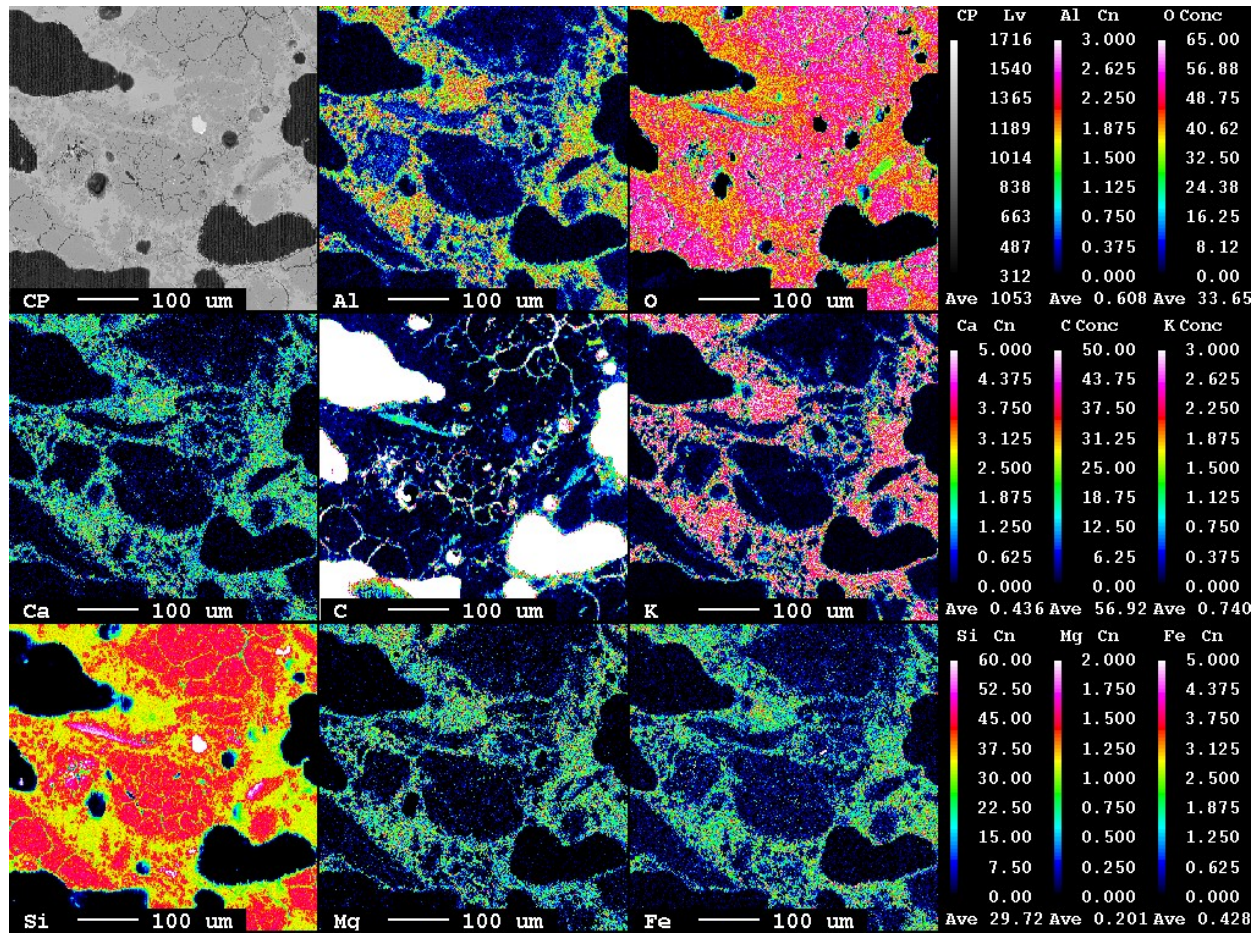 CP 100 um
Al 100 um
O 100 um
CP Lv Al Cn O Conc
1716 3.000 65.00
1540 2.625 56.88
1365 2.250 48.75
1189 1.875 40.62
1014 1.500 32.50
838 1.125 24.38
663 0.750 16.25
487 0.375 8.12
312 0.000 0.00
Ave 1053 Ave 0.608 Ave 33.65
Ca 100 um
C 100 um
K 100 um
Ca Cn C Conc K Conc
5.000 50.00 3.000
4.375 43.75 2.625
3.750 37.50 2.250
3.125 31.25 1.875
2.500 25.00 1.500
1.875 18.75 1.125
1.250 12.50 0.750
0.625 6.25 0.375
0.000 0.00 0.000
Ave 0.436 Ave 56.92 Ave 0.740
Si 100 um
Mg 100 um
Fe 100 um
Si Cn Mg Cn Fe Cn
60.00 2.000 5.000
52.50 1.750 4.375
45.00 1.500 3.750
37.50 1.250 3.125
30.00 1.000 2.500
22.50 0.750 1.875
15.00 0.500 1.250
7.50 0.250 0.625
0.00 0.000 0.000
Ave 29.72 Ave 0.201 Ave 0.428